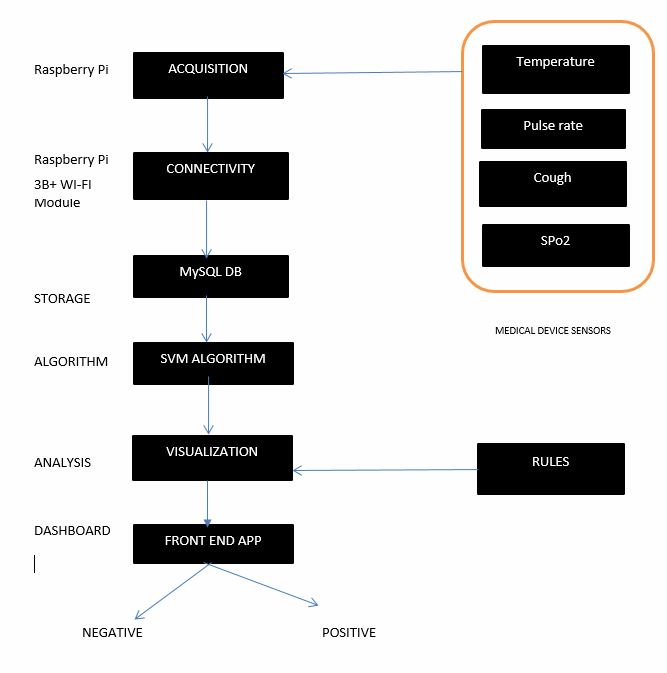 Raspberry Pi
ACQUISITION
Temperature
Pulse rate
Cough
SPo2
MEDICAL DEVICE SENSORS
Raspberry Pi
3B+ WI-FI
Module
CONNECTIVITY
MySQL DB
STORAGE
ALGORITHM
SVM ALGORITHM
ANALYSIS
VISUALIZATION
RULES
DASHBOARD
FRONT END APP
NEGATIVE
POSITIVE